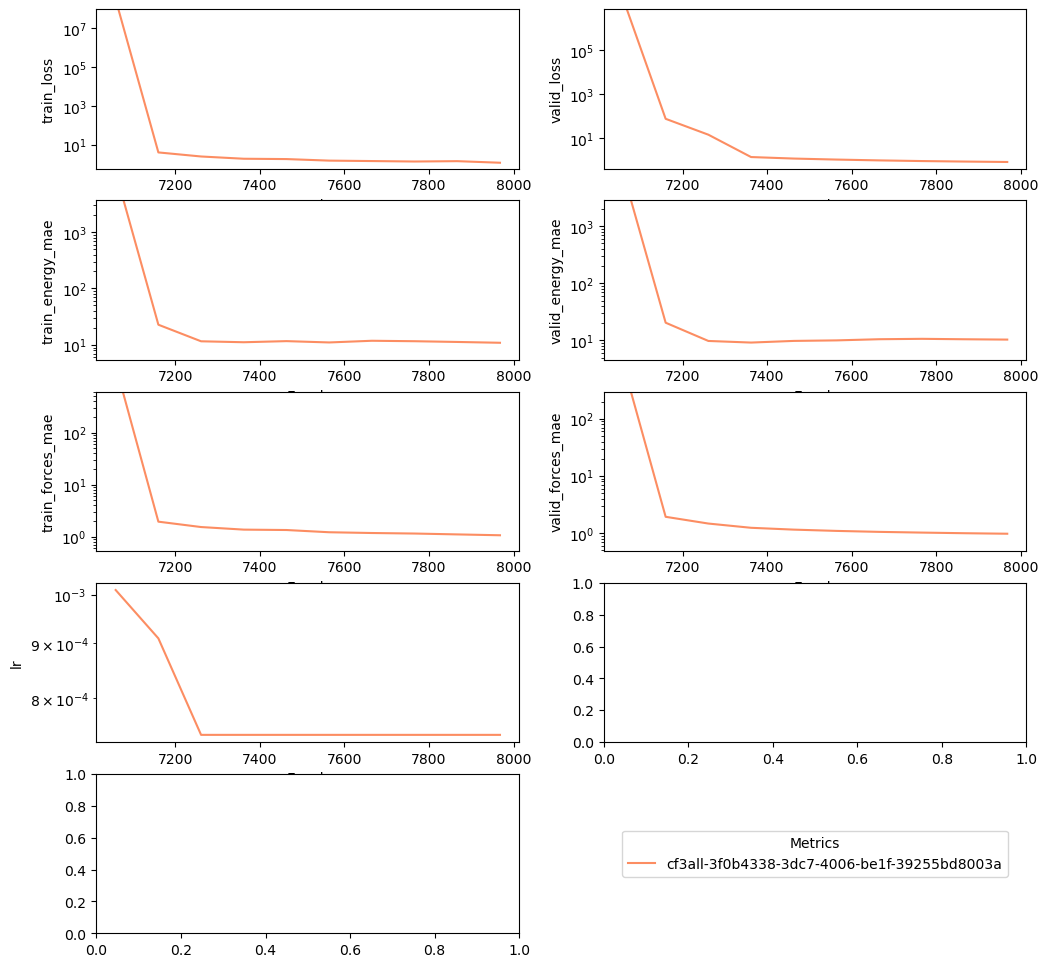 10^7
10^5
10^3
10^1
train_loss
7200 7400 7600 7800 8000
10^5
10^3
10^1
valid_loss
7200 7400 7600 7800 8000
10^3
10^2
10^1
train_energy_mae
7200 7400 7600 7800 8000
10^3
10^2
10^1
valid_energy_mae
7200 7400 7600 7800 8000
10^2
10^1
10^0
train_forces_mae
7200 7400 7600 7800 8000
10^2
10^1
10^0
valid_forces_mae
7200 7400 7600 7800 8000
10^-3
9 × 10^-4
8 × 10^-4
lr
7200 7400 7600 7800 8000
1.0
0.8
0.6
0.4
0.2
0.0
0.0 0.2 0.4 0.6 0.8 1.0
1.0
0.8
0.6
0.4
0.2
0.0
0.0 0.2 0.4 0.6 0.8 1.0
Metrics
cf3all-3f0b4338-3dc7-4006-be1f-39255bd8003a